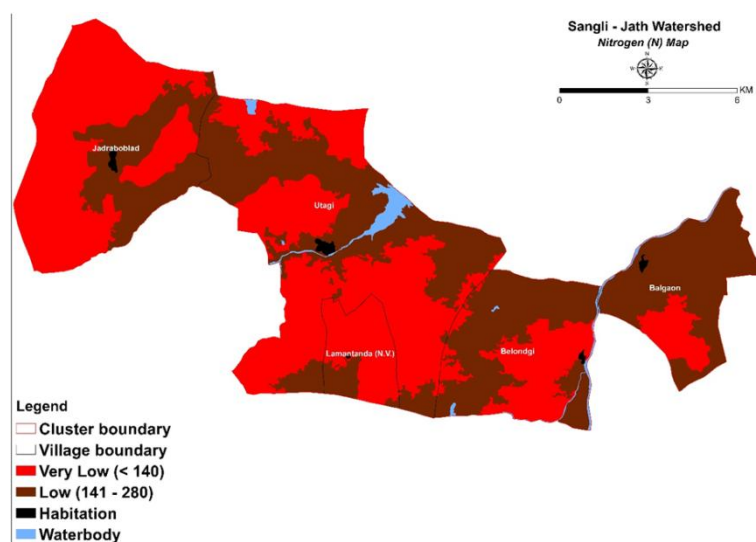 Sangli - Jath Watershed
Nitrogen (N) Map
N
W E
S
0 3 6 KM
Jadraboblad
Utagi
Balgaon
Lamantanda (N.V.)
Belondgi
Legend
Cluster boundary
Village boundary
Very Low (< 140)
Low (141 - 280)
Habitation
Waterbody